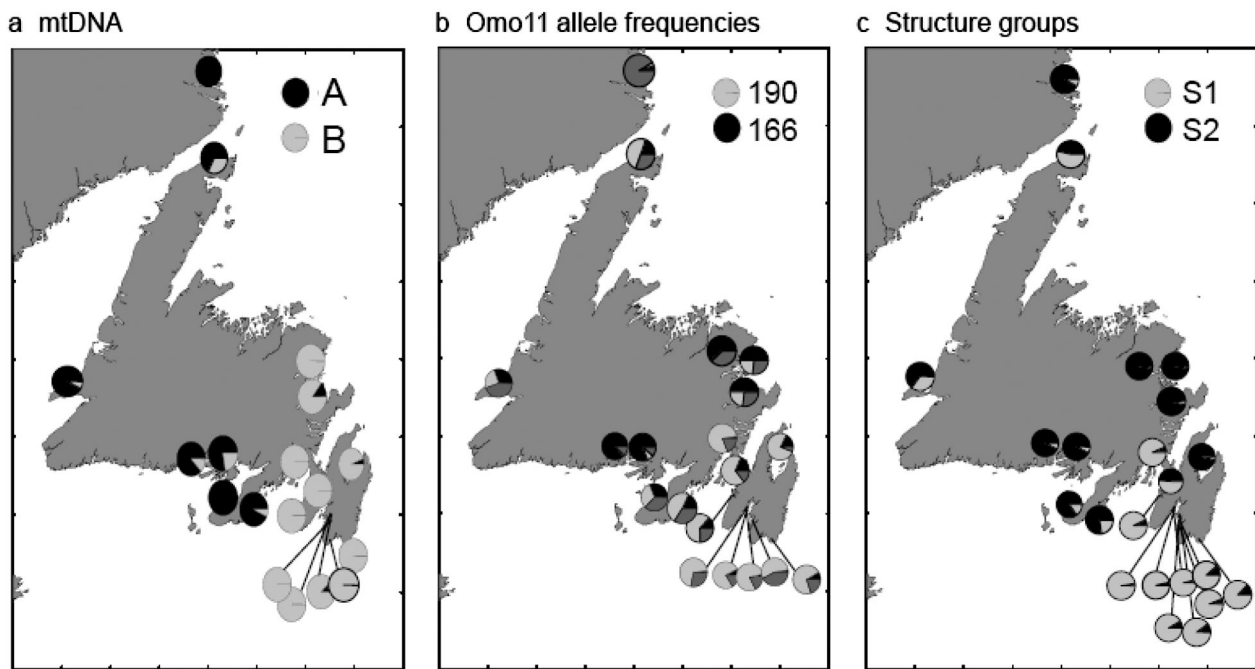 a mtDNA
A
B
b Omo11 allele frequencies
190
166
c Structure groups
S1
S2